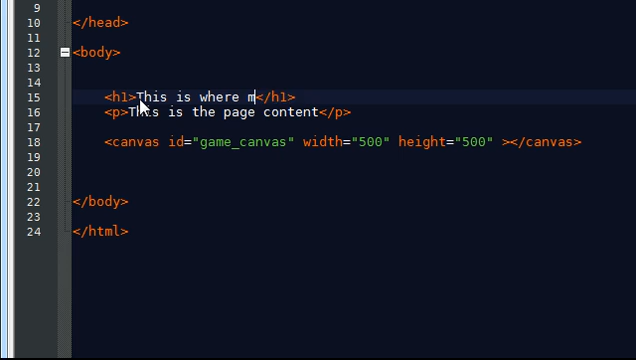 9
10 </head>
11
12 <body>
13
14
15 <h1>This is where m</h1>
16 <p>This is the page content</p>
17
18 <canvas id="game_canvas" width="500" height="500" ></canvas>
19
20
21
22 </body>
23
24 </html>